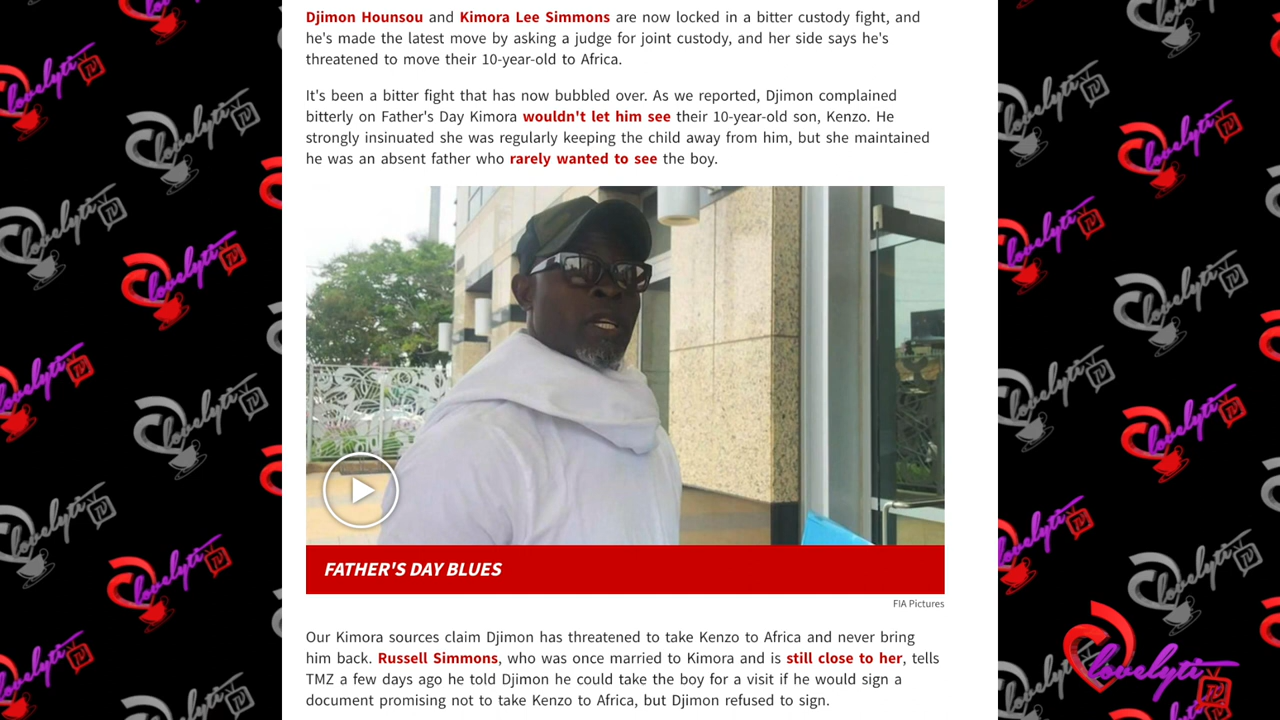 Djimon Hounsou and Kimora Lee Simmons are now locked in a bitter custody fight, and
he's made the latest move by asking a judge for joint custody, and her side says he's
threatened to move their 10-year-old to Africa.
It's been a bitter fight that has now bubbled over. As we reported, Djimon complained
bitterly on Father's Day Kimora wouldn't let him see their 10-year-old son, Kenzo. He
strongly insinuated she was regularly keeping the child away from him, but she maintained
he was an absent father who rarely wanted to see the boy.
FATHER'S DAY BLUES
FIA Pictures
Our Kimora sources claim Djimon has threatened to take Kenzo to Africa and never bring
him back. Russell Simmons, who was once married to Kimora and is still close to her, tells
TMZ a few days ago he told Djimon he could take the boy for a visit if he would sign a
document promising not to take Kenzo to Africa, but Djimon refused to sign.
lovelyti TV